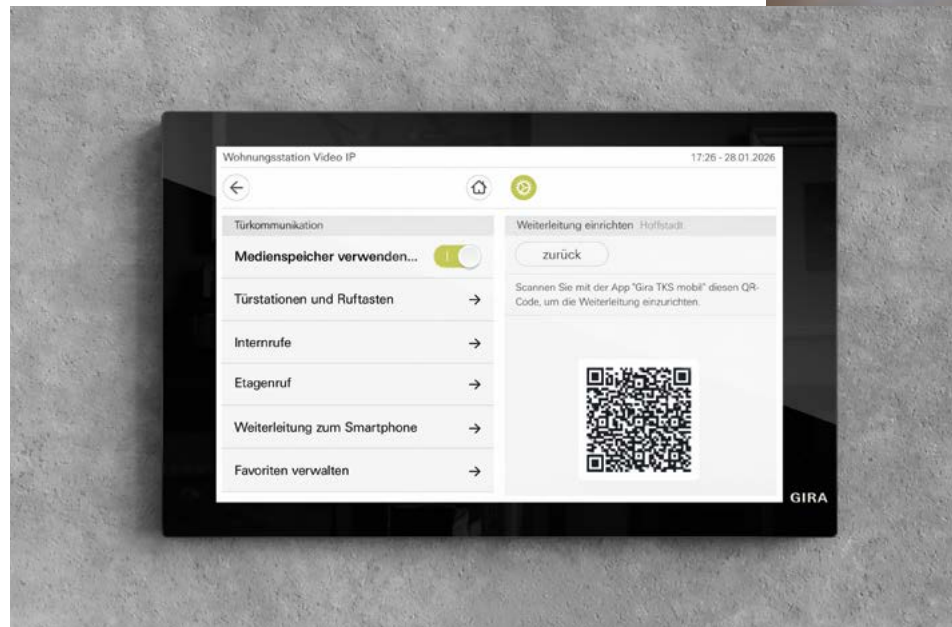 Wohnungsstation Video IP
17:26 - 28.01.2026
Türkommunikation
Medienspeicher verwenden...
Türstationen und Ruftasten
Internrufe
Etagenruf
Weiterleitung zum Smartphone
Favoriten verwalten
Weiterleitung einrichten Hoffstadt
zurück
Scannen Sie mit der App "Gira TKS mobil" diesen QR-
Code, um die Weiterleitung einzurichten.
GIRA